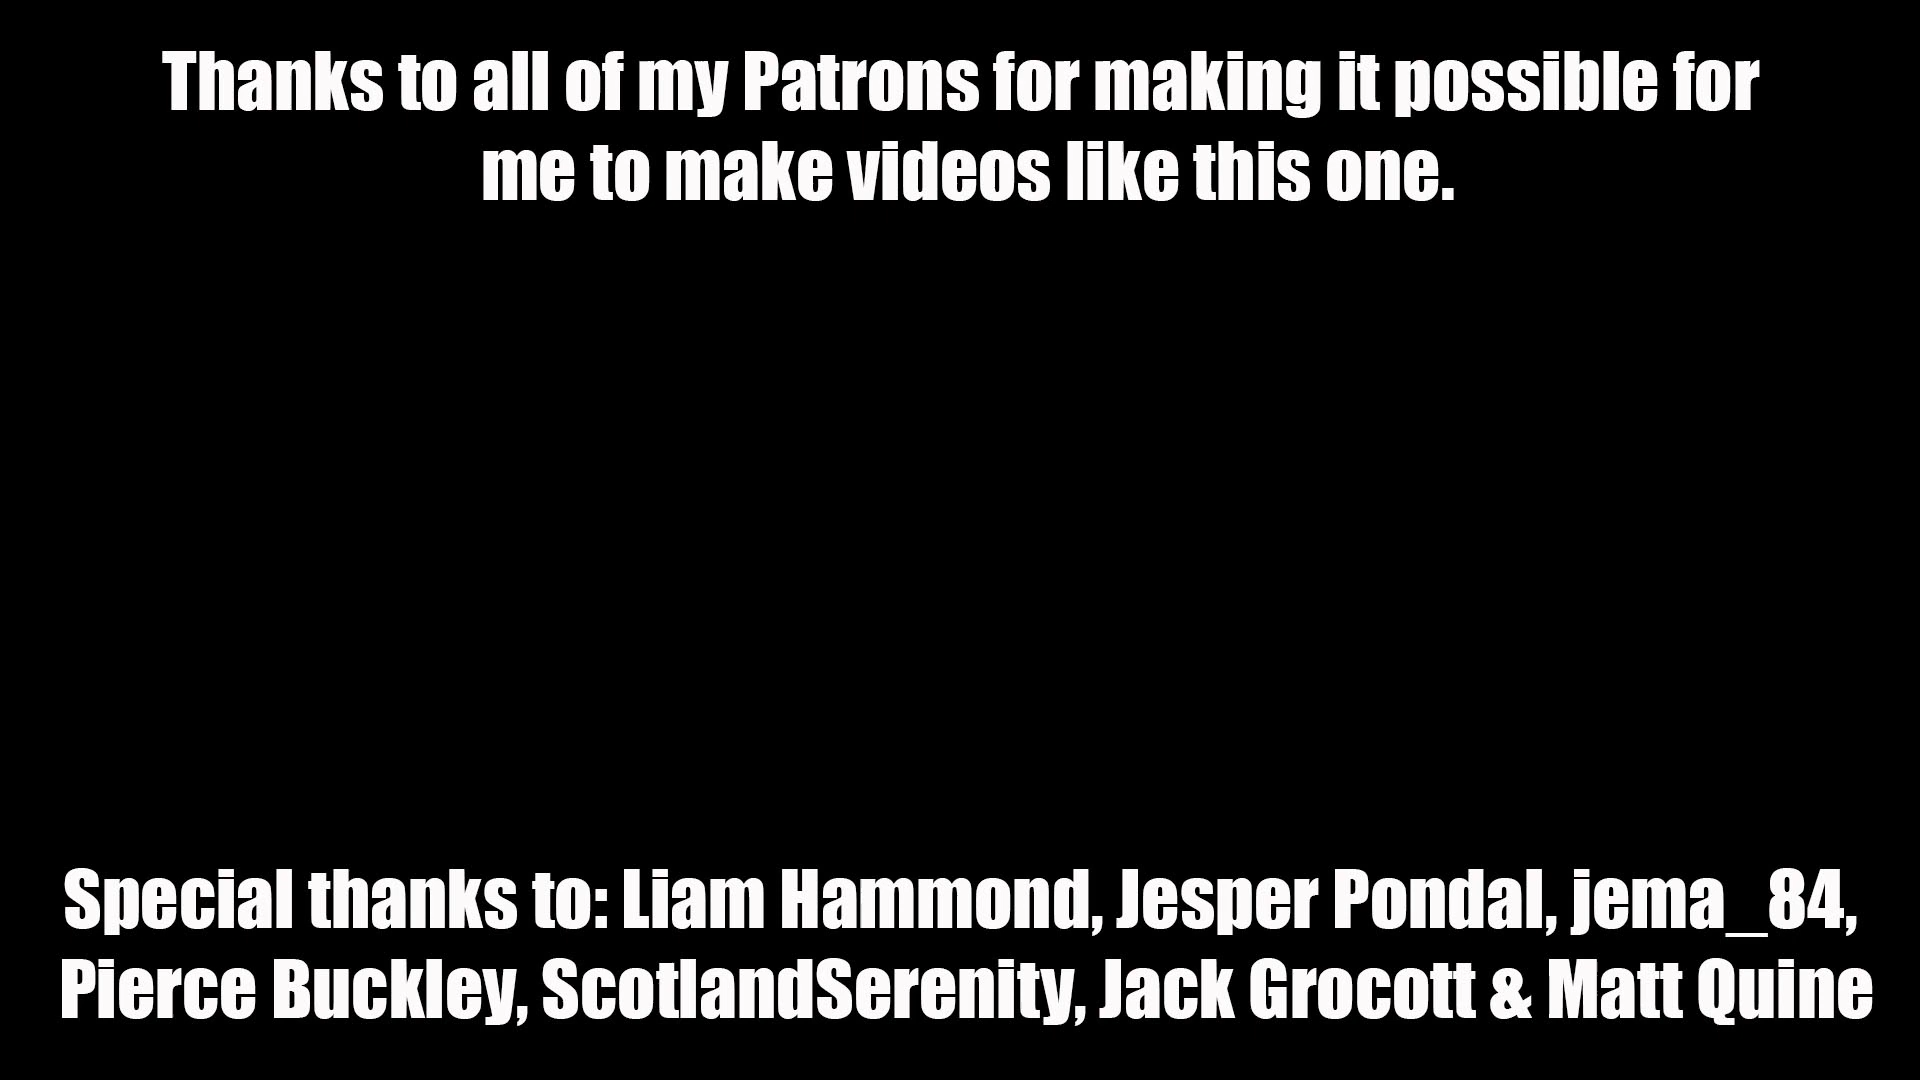 Thanks to all of my Patrons for making it possible for
me to make videos like this one.
Special thanks to: Liam Hammond, Jesper Pondal, jema_84,
Pierce Buckley, ScotlandSerenity, Jack Grocott & Matt Quine